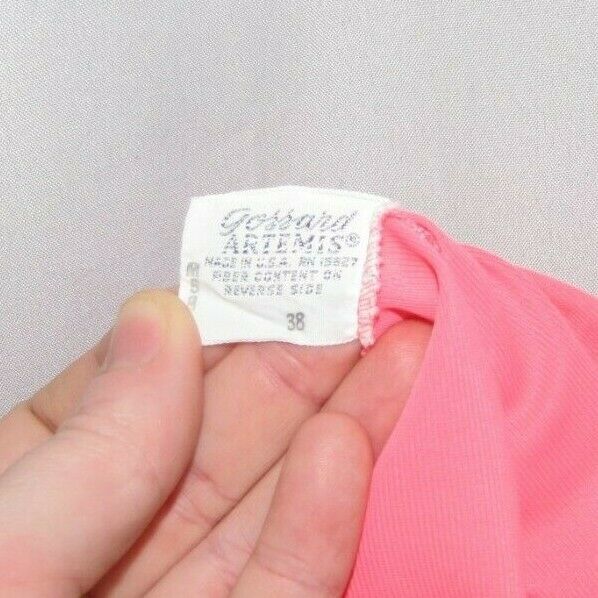 Gossard
ARTEMIS®
MADE IN U.S.A. RN 15927
FIBER CONTENT ON
REVERSE SIDE
38